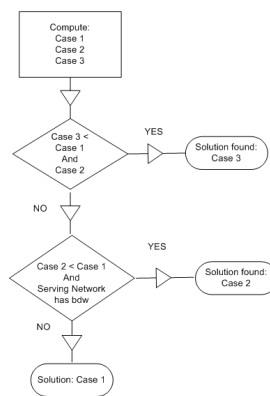 Compute:
Case 1
Case 2
Case 3
Case 3 <
Case 1
And
Case 2
YES
Solution found:
Case 3
NO
Case 2 < Case 1
And
Serving Network
has bdw
YES
Solution found:
Case 2
NO
Solution: Case 1